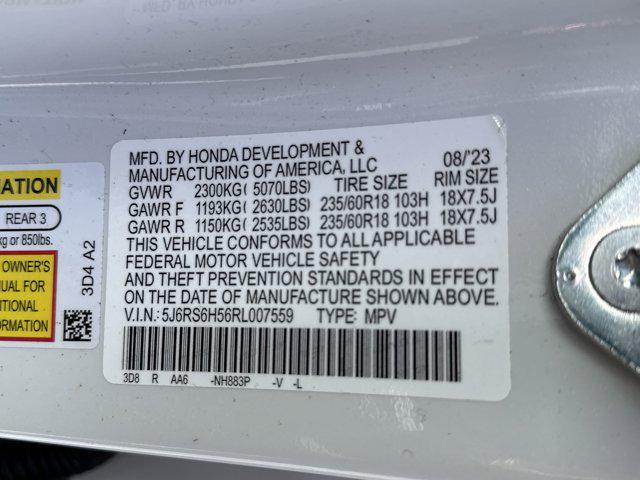 MFD. BY HONDA DEVELOPMENT & 08/'23
MANUFACTURING OF AMERICA, LLC
GVWR 2300KG( 5070LBS) TIRE SIZE RIM SIZE
GAWR F 1193KG( 2630LBS) 235/60R18 103H 18X7.5J
GAWR R 1150KG( 2535LBS) 235/60R18 103H 18X7.5J
THIS VEHICLE CONFORMS TO ALL APPLICABLE
FEDERAL MOTOR VEHICLE SAFETY
AND THEFT PREVENTION STANDARDS IN EFFECT
ON THE DATE OF MANUFACTURE SHOWN ABOVE.
V.I.N.: 5J6RS6H56RL007559 TYPE: MPV
3D8 R AA6 -NH883P -V -L
MATION
REAR 3
kg or 850lbs.
OWNER'S
UAL FOR
ITIONAL
ORMATION
3D4 A2